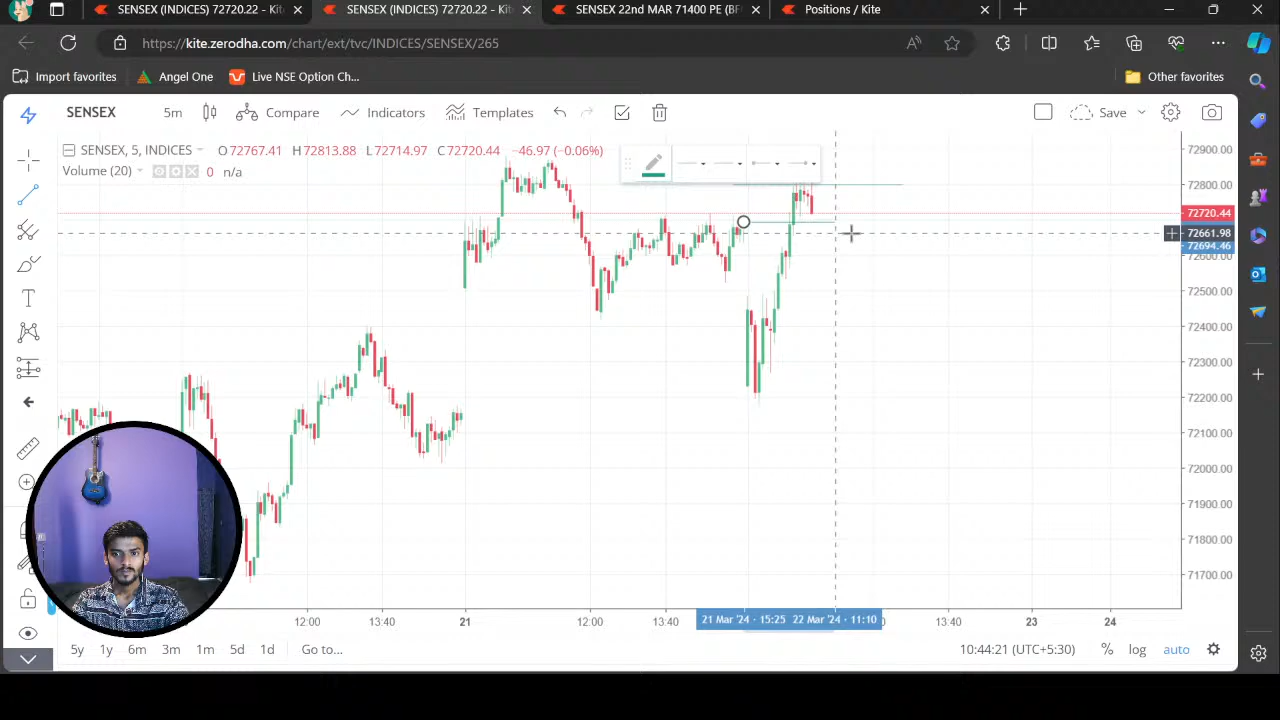 SENSEX (INDICES) 72720.22 - Kit
SENSEX (INDICES) 72720.22 - Kit
SENSEX 22nd MAR 71400 PE (BF
Positions / Kite
https://kite.zerodha.com/chart/ext/tvc/INDICES/SENSEX/265
Import favorites
Angel One
Live NSE Option Ch...
Other favorites
SENSEX
5m
Compare
Indicators
Templates
Save
SENSEX, 5, INDICES
O 72767.41 H 72813.88 L 72714.97 C 72720.44 −46.97 (−0.06%)
Volume (20)
0 n/a
72900.00
72800.00
72720.44
72661.98
72694.46
72600.00
72500.00
72400.00
72300.00
72200.00
72100.00
72000.00
71900.00
71800.00
71700.00
12:00
13:40
21
12:00
13:40
21 Mar '24 - 15:25
22 Mar '24 - 11:10
13:40
23
24
5y
1y
6m
3m
1m
5d
1d
Go to...
10:44:21 (UTC+5:30)
%
log
auto